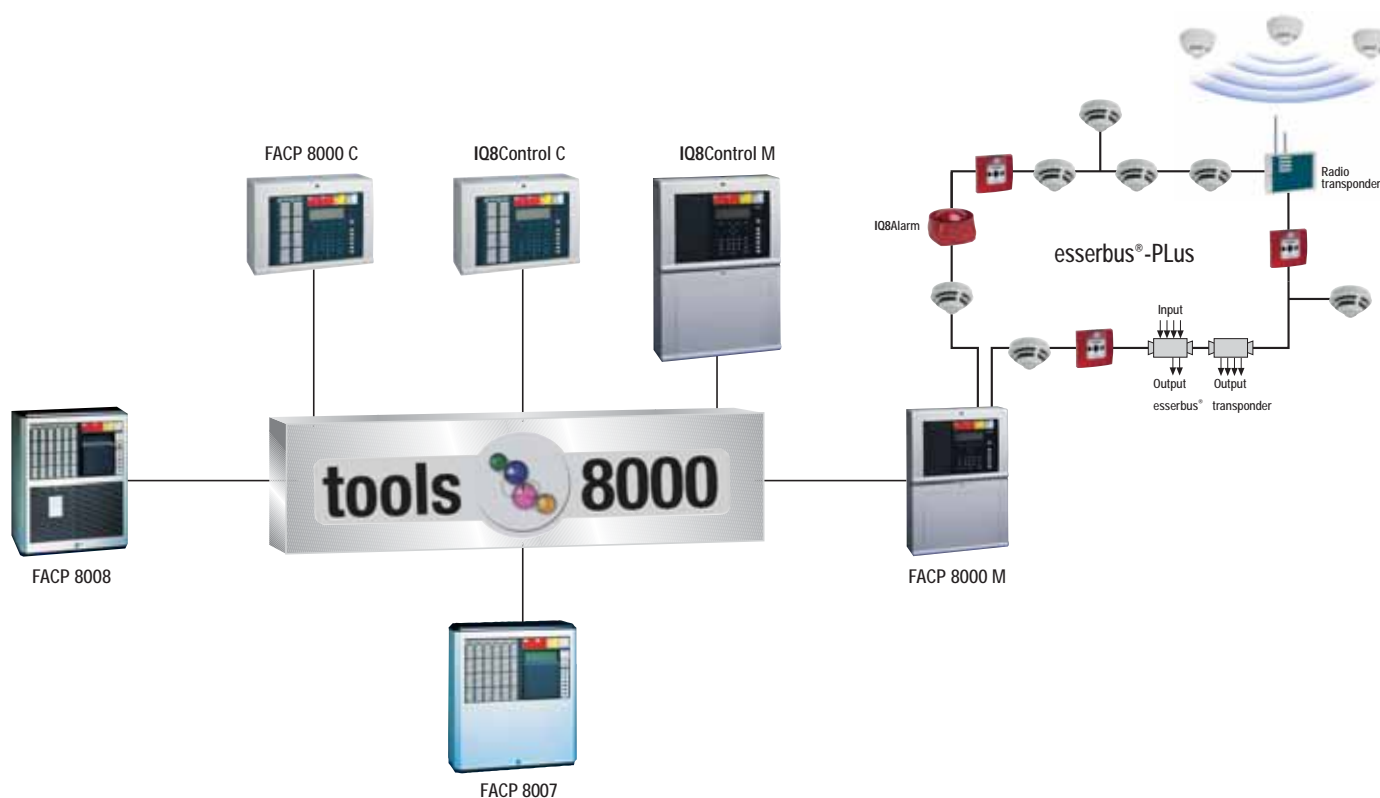 FACP 8000 C
IQ8Control C
IQ8Control M
Radio
transponder
IQ8Alarm
esserbus®-PLus
Input
Output
Output
esserbus® transponder
tools 8000
FACP 8008
FACP 8000 M
FACP 8007